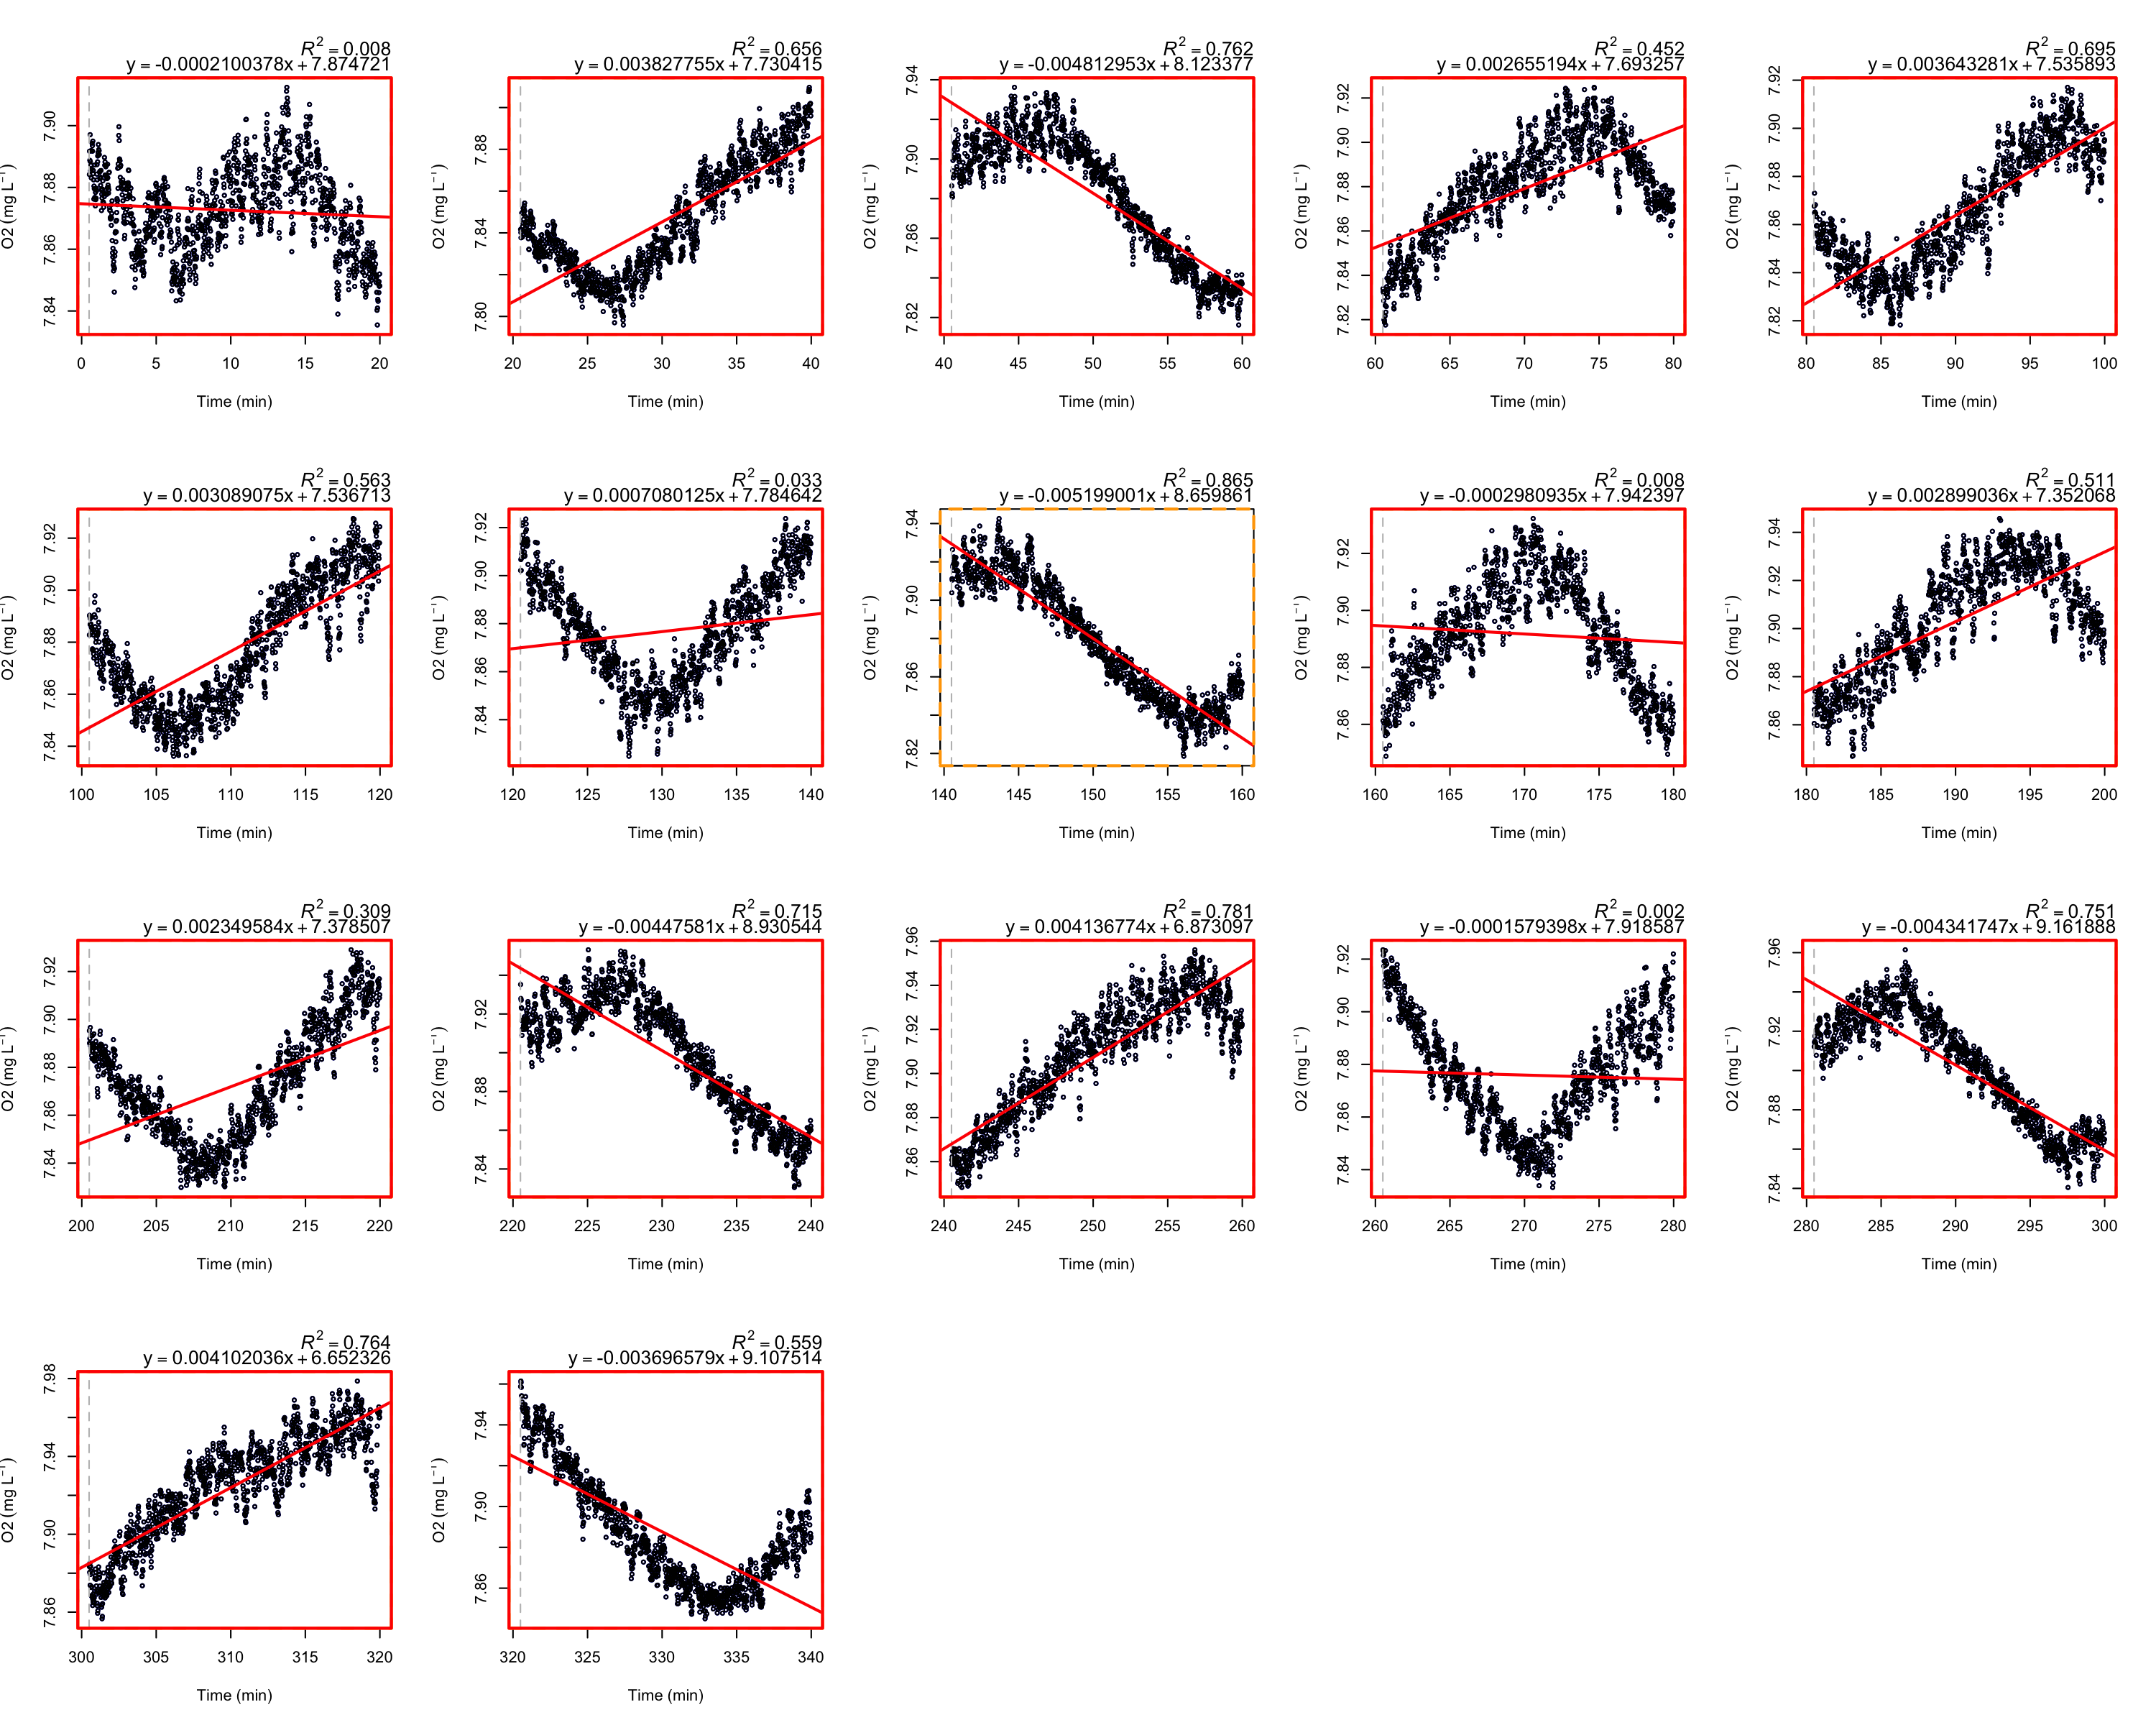 R² = 0.008
y = -0.0002100378x + 7.874721
O2 (mg L⁻¹)
7.90
7.88
7.86
7.84
0 5 10 15 20
Time (min)
R² = 0.656
y = 0.003827755x + 7.730415
O2 (mg L⁻¹)
7.88
7.84
7.80
20 25 30 35 40
Time (min)
R² = 0.762
y = -0.004812953x + 8.123377
O2 (mg L⁻¹)
7.94
7.90
7.86
7.82
40 45 50 55 60
Time (min)
R² = 0.452
y = 0.002655194x + 7.693257
O2 (mg L⁻¹)
7.92
7.90
7.88
7.86
7.84
7.82
60 65 70 75 80
Time (min)
R² = 0.695
y = 0.003643281x + 7.535893
O2 (mg L⁻¹)
7.92
7.90
7.88
7.86
7.84
7.82
80 85 90 95 100
Time (min)
R² = 0.563
y = 0.003089075x + 7.536713
O2 (mg L⁻¹)
7.92
7.90
7.88
7.86
7.84
100 105 110 115 120
Time (min)
R² = 0.033
y = 0.0007080125x + 7.784642
O2 (mg L⁻¹)
7.92
7.90
7.88
7.86
7.84
120 125 130 135 140
Time (min)
R² = 0.865
y = -0.005199001x + 8.659861
O2 (mg L⁻¹)
7.94
7.90
7.86
7.82
140 145 150 155 160
Time (min)
R² = 0.008
y = -0.0002980935x + 7.942397
O2 (mg L⁻¹)
7.92
7.90
7.88
7.86
160 165 170 175 180
Time (min)
R² = 0.511
y = 0.002899036x + 7.352068
O2 (mg L⁻¹)
7.94
7.92
7.90
7.88
7.86
180 185 190 195 200
Time (min)
R² = 0.309
y = 0.002349584x + 7.378507
O2 (mg L⁻¹)
7.92
7.90
7.88
7.86
7.84
200 205 210 215 220
Time (min)
R² = 0.715
y = -0.00447581x + 8.930544
O2 (mg L⁻¹)
7.92
7.88
7.84
220 225 230 235 240
Time (min)
R² = 0.781
y = 0.004136774x + 6.873097
O2 (mg L⁻¹)
7.96
7.94
7.92
7.90
7.88
7.86
240 245 250 255 260
Time (min)
R² = 0.002
y = -0.0001579398x + 7.918587
O2 (mg L⁻¹)
7.92
7.90
7.88
7.86
7.84
260 265 270 275 280
Time (min)
R² = 0.751
y = -0.004341747x + 9.161888
O2 (mg L⁻¹)
7.96
7.92
7.88
7.84
280 285 290 295 300
Time (min)
R² = 0.764
y = 0.004102036x + 6.652326
O2 (mg L⁻¹)
7.98
7.94
7.90
7.86
300 305 310 315 320
Time (min)
R² = 0.559
y = -0.003696579x + 9.107514
O2 (mg L⁻¹)
7.94
7.90
7.86
320 325 330 335 340
Time (min)